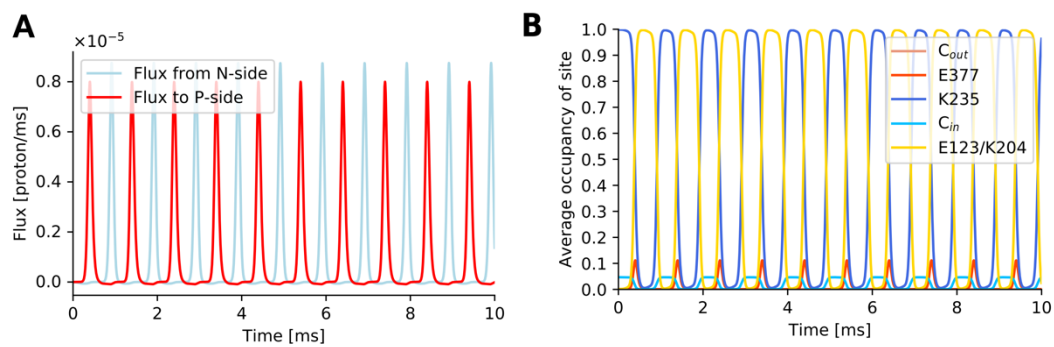 A
×10⁻⁵
Flux from N-side
Flux to P-side
Flux [proton/ms]
0.8
0.6
0.4
0.2
0.0
0 2 4 6 8 10
Time [ms]
B
Average occupancy of site
1.0
0.9
0.8
0.7
0.6
0.5
0.4
0.3
0.2
0.1
0.0
C_out
E377
K235
C_in
E123/K204
0 2 4 6 8 10
Time [ms]